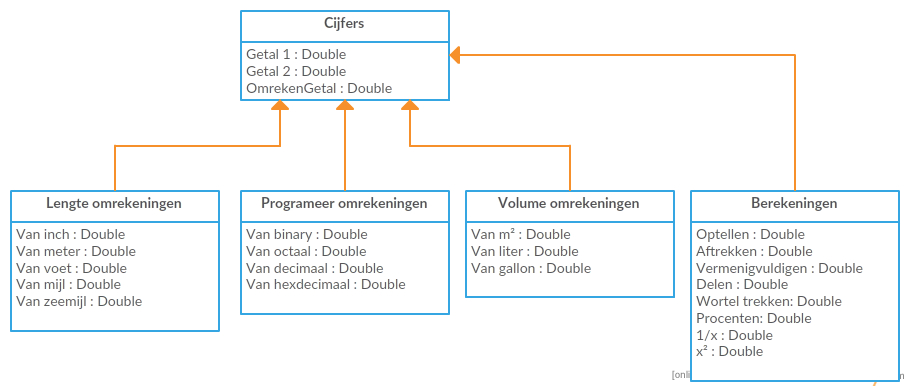 Cijfers
Getal 1 : Double
Getal 2 : Double
OmrekenGetal : Double
Lengte omrekeningen
Van inch : Double
Van meter : Double
Van voet : Double
Van mijl : Double
Van zeemijl : Double
Programeer omrekeningen
Van binary : Double
Van octaal : Double
Van decimaal : Double
Van hexdecimaal : Double
Volume omrekeningen
Van m² : Double
Van liter : Double
Van gallon : Double
Berekeningen
Optellen : Double
Aftrekken : Double
Vermenigvuldigen : Double
Delen : Double
Wortel trekken: Double
Procenten: Double
1/x : Double
x² : Double